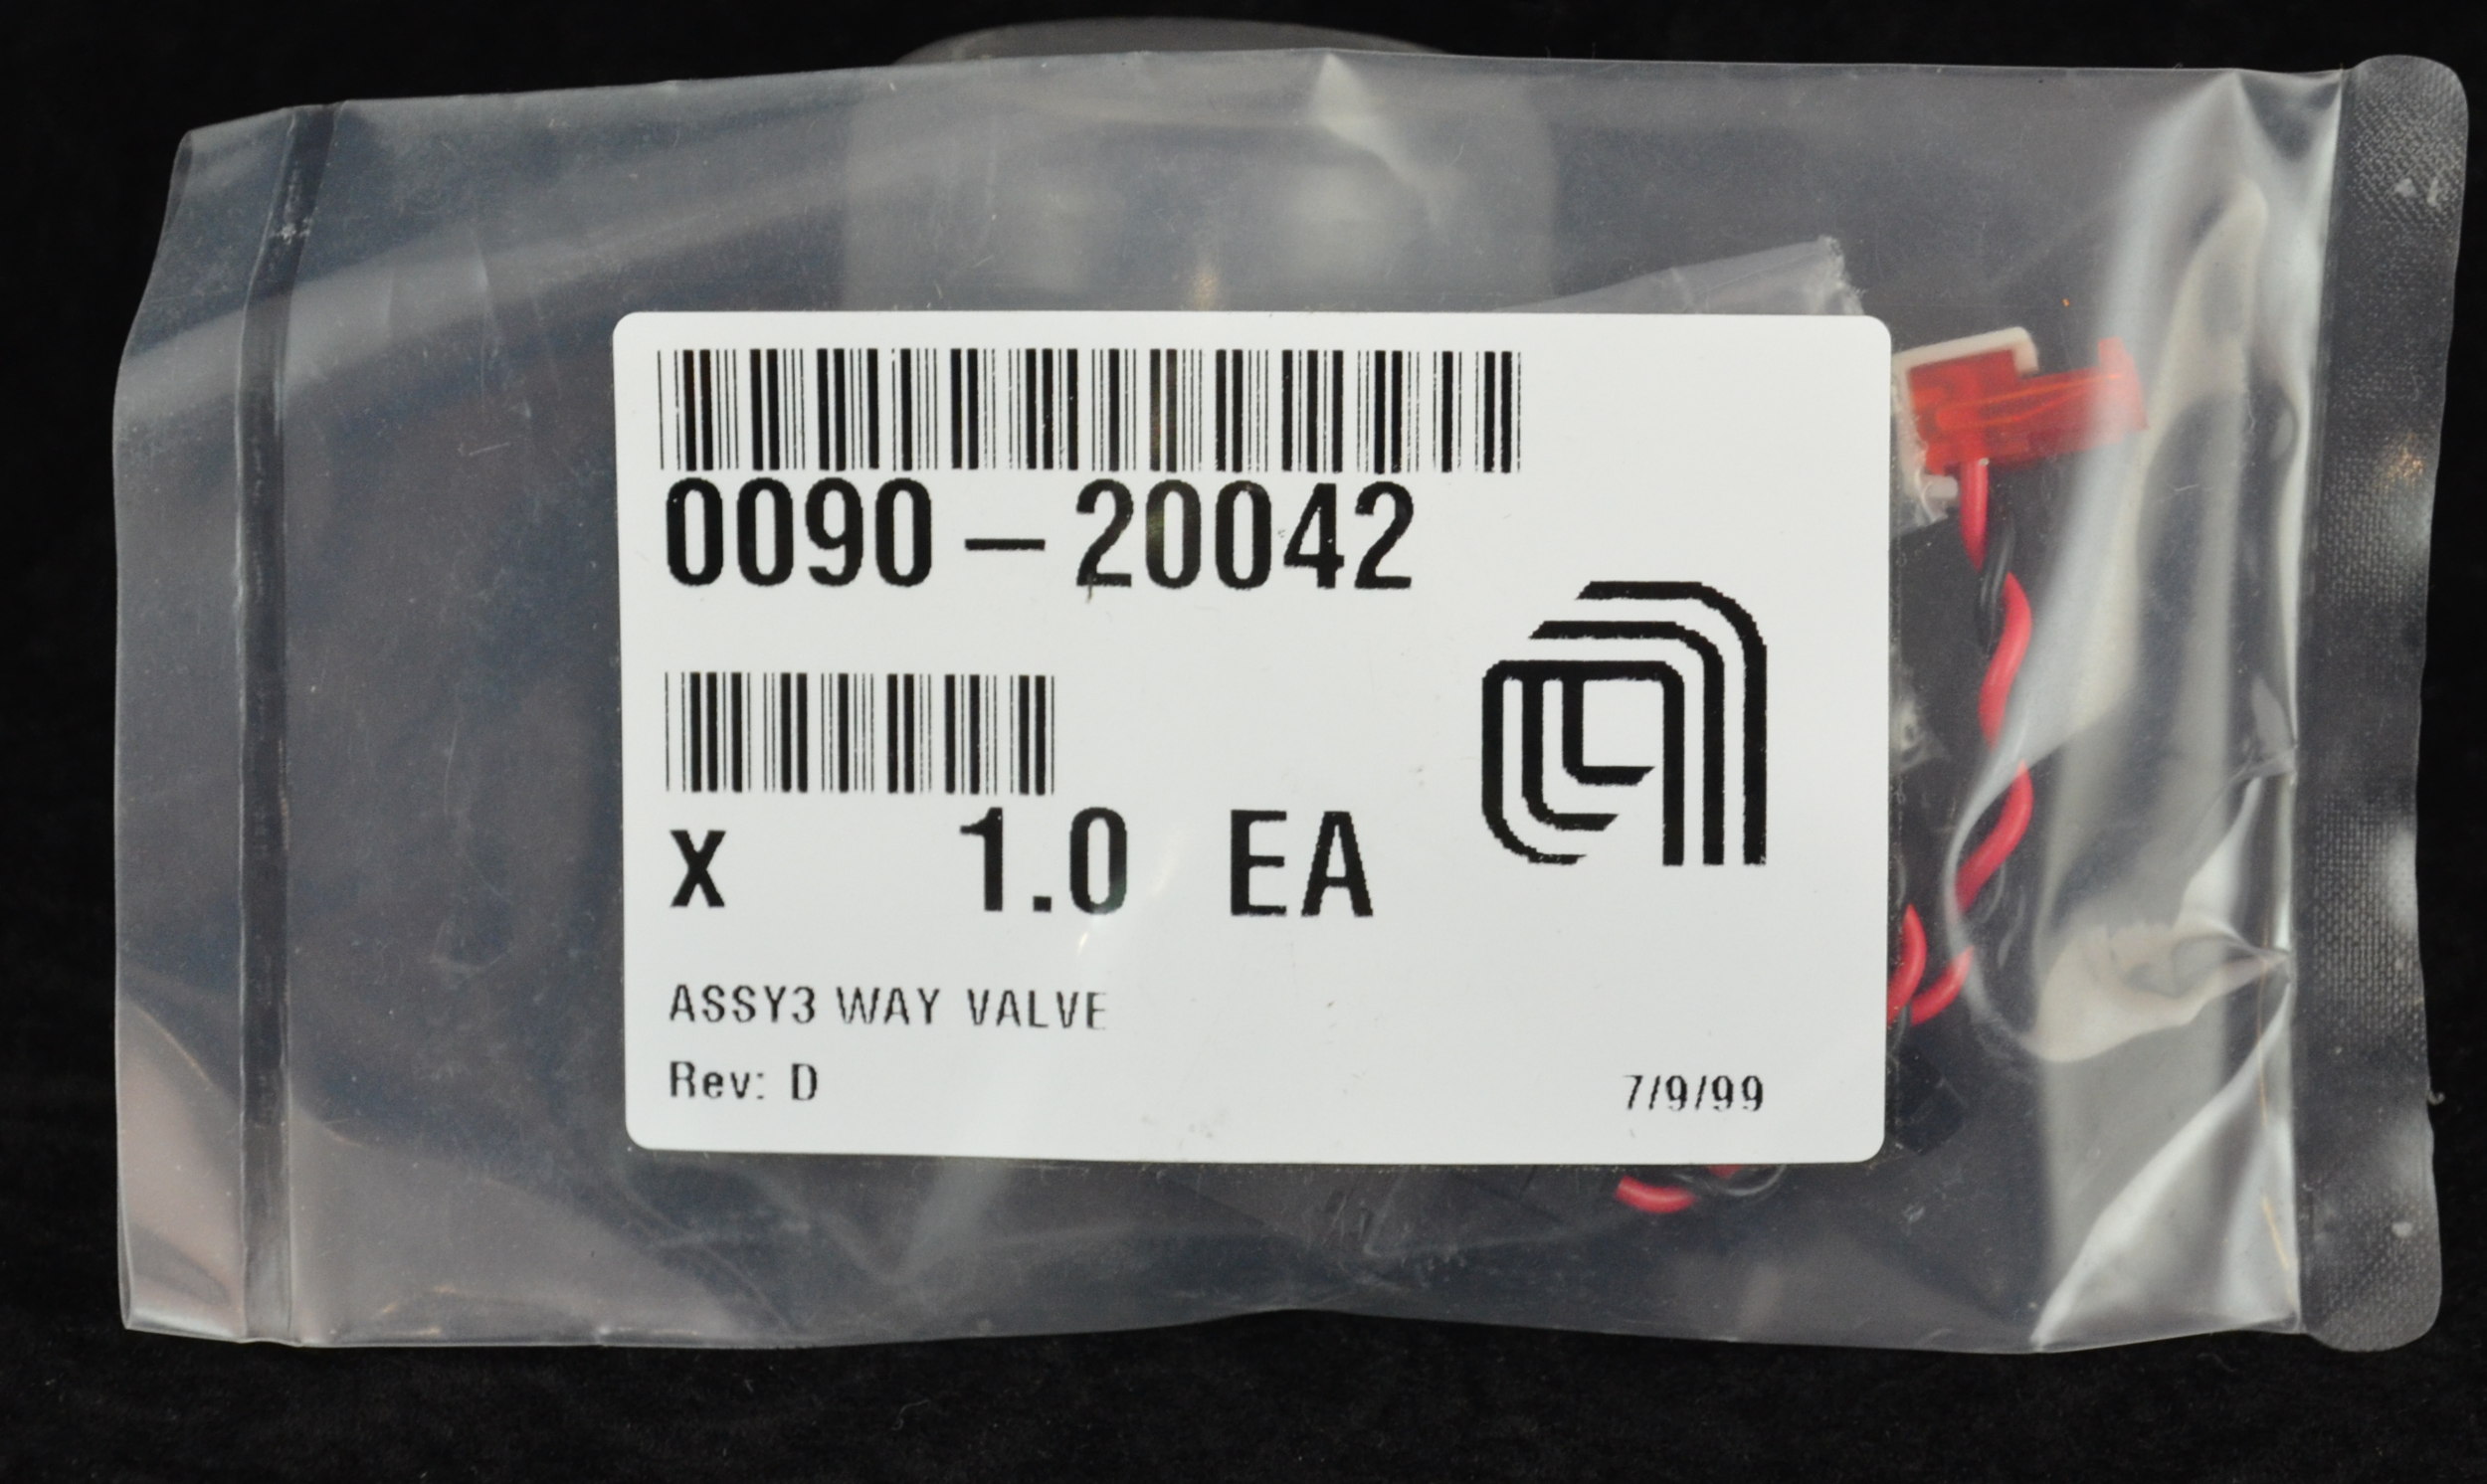 0090-20042
X 1.0 EA
ASSY3 WAY VALVE
Rev: D 7/9/99